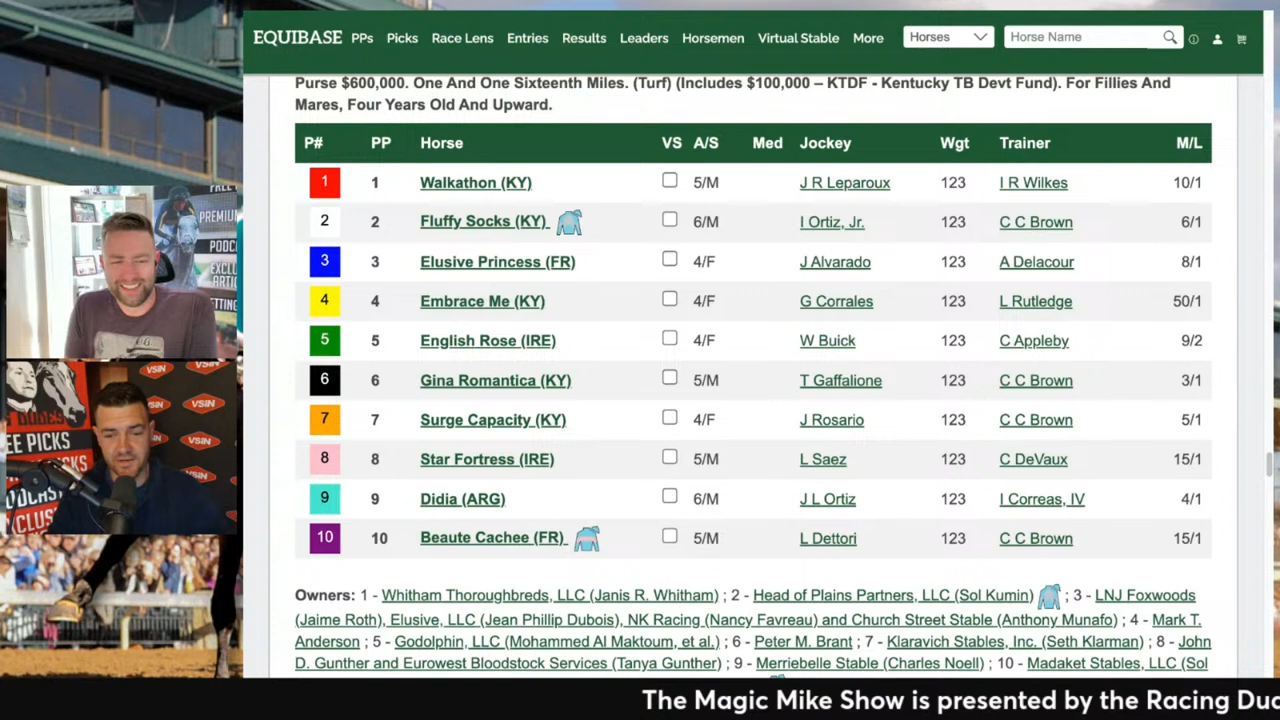 EQUIBASE PPs Picks Race Lens Entries Results Leaders Horsemen Virtual Stable More Horses Horse Name
Purse $600,000. One And One Sixteenth Miles. (Turf) (Includes $100,000 – KTDF - Kentucky TB Devt Fund). For Fillies And
Mares, Four Years Old And Upward.
P# PP Horse VS A/S Med Jockey Wgt Trainer M/L
1 1 Walkathon (KY) 5/M J R Leparoux 123 I R Wilkes 10/1
2 2 Fluffy Socks (KY) 6/M I Ortiz, Jr. 123 C C Brown 6/1
3 3 Elusive Princess (FR) 4/F J Alvarado 123 A Delacour 8/1
4 4 Embrace Me (KY) 4/F G Corrales 123 L Rutledge 50/1
5 5 English Rose (IRE) 4/F W Buick 123 C Appleby 9/2
6 6 Gina Romantica (KY) 5/M T Gaffalione 123 C C Brown 3/1
7 7 Surge Capacity (KY) 4/F J Rosario 123 C C Brown 5/1
8 8 Star Fortress (IRE) 5/M L Saez 123 C DeVaux 15/1
9 9 Didia (ARG) 6/M J L Ortiz 123 I Correas, IV 4/1
10 10 Beaute Cachee (FR) 5/M L Dettori 123 C C Brown 15/1
Owners: 1 - Whitham Thoroughbreds, LLC (Janis R. Whitham) ; 2 - Head of Plains Partners, LLC (Sol Kumin) ; 3 - LNJ Foxwoods
(Jaime Roth), Elusive, LLC (Jean Phillip Dubois), NK Racing (Nancy Favreau) and Church Street Stable (Anthony Munafo) ; 4 - Mark T.
Anderson ; 5 - Godolphin, LLC (Mohammed Al Maktoum, et al.) ; 6 - Peter M. Brant ; 7 - Klaravich Stables, Inc. (Seth Klarman) ; 8 - John
D. Gunther and Eurowest Bloodstock Services (Tanya Gunther) ; 9 - Merriebelle Stable (Charles Noell) ; 10 - Madaket Stables, LLC (Sol
PREMIUM
PODC
EXCLU
ARTIC
VSiN
VSiN
VSiN
EE PICKS
The Magic Mike Show is presented by the Racing Dud